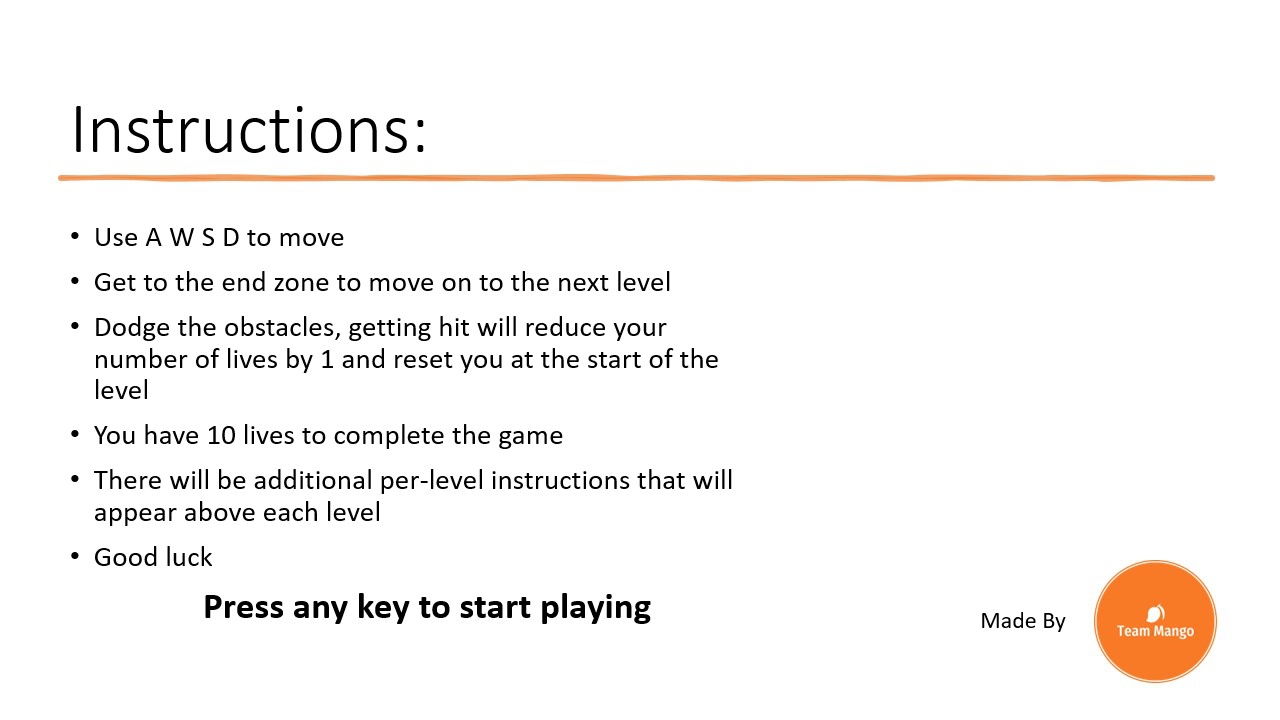 Instructions:
• Use A W S D to move
• Get to the end zone to move on to the next level
• Dodge the obstacles, getting hit will reduce your
number of lives by 1 and reset you at the start of the
level
• You have 10 lives to complete the game
• There will be additional per-level instructions that will
appear above each level
• Good luck
Press any key to start playing
Made By
Team Mango